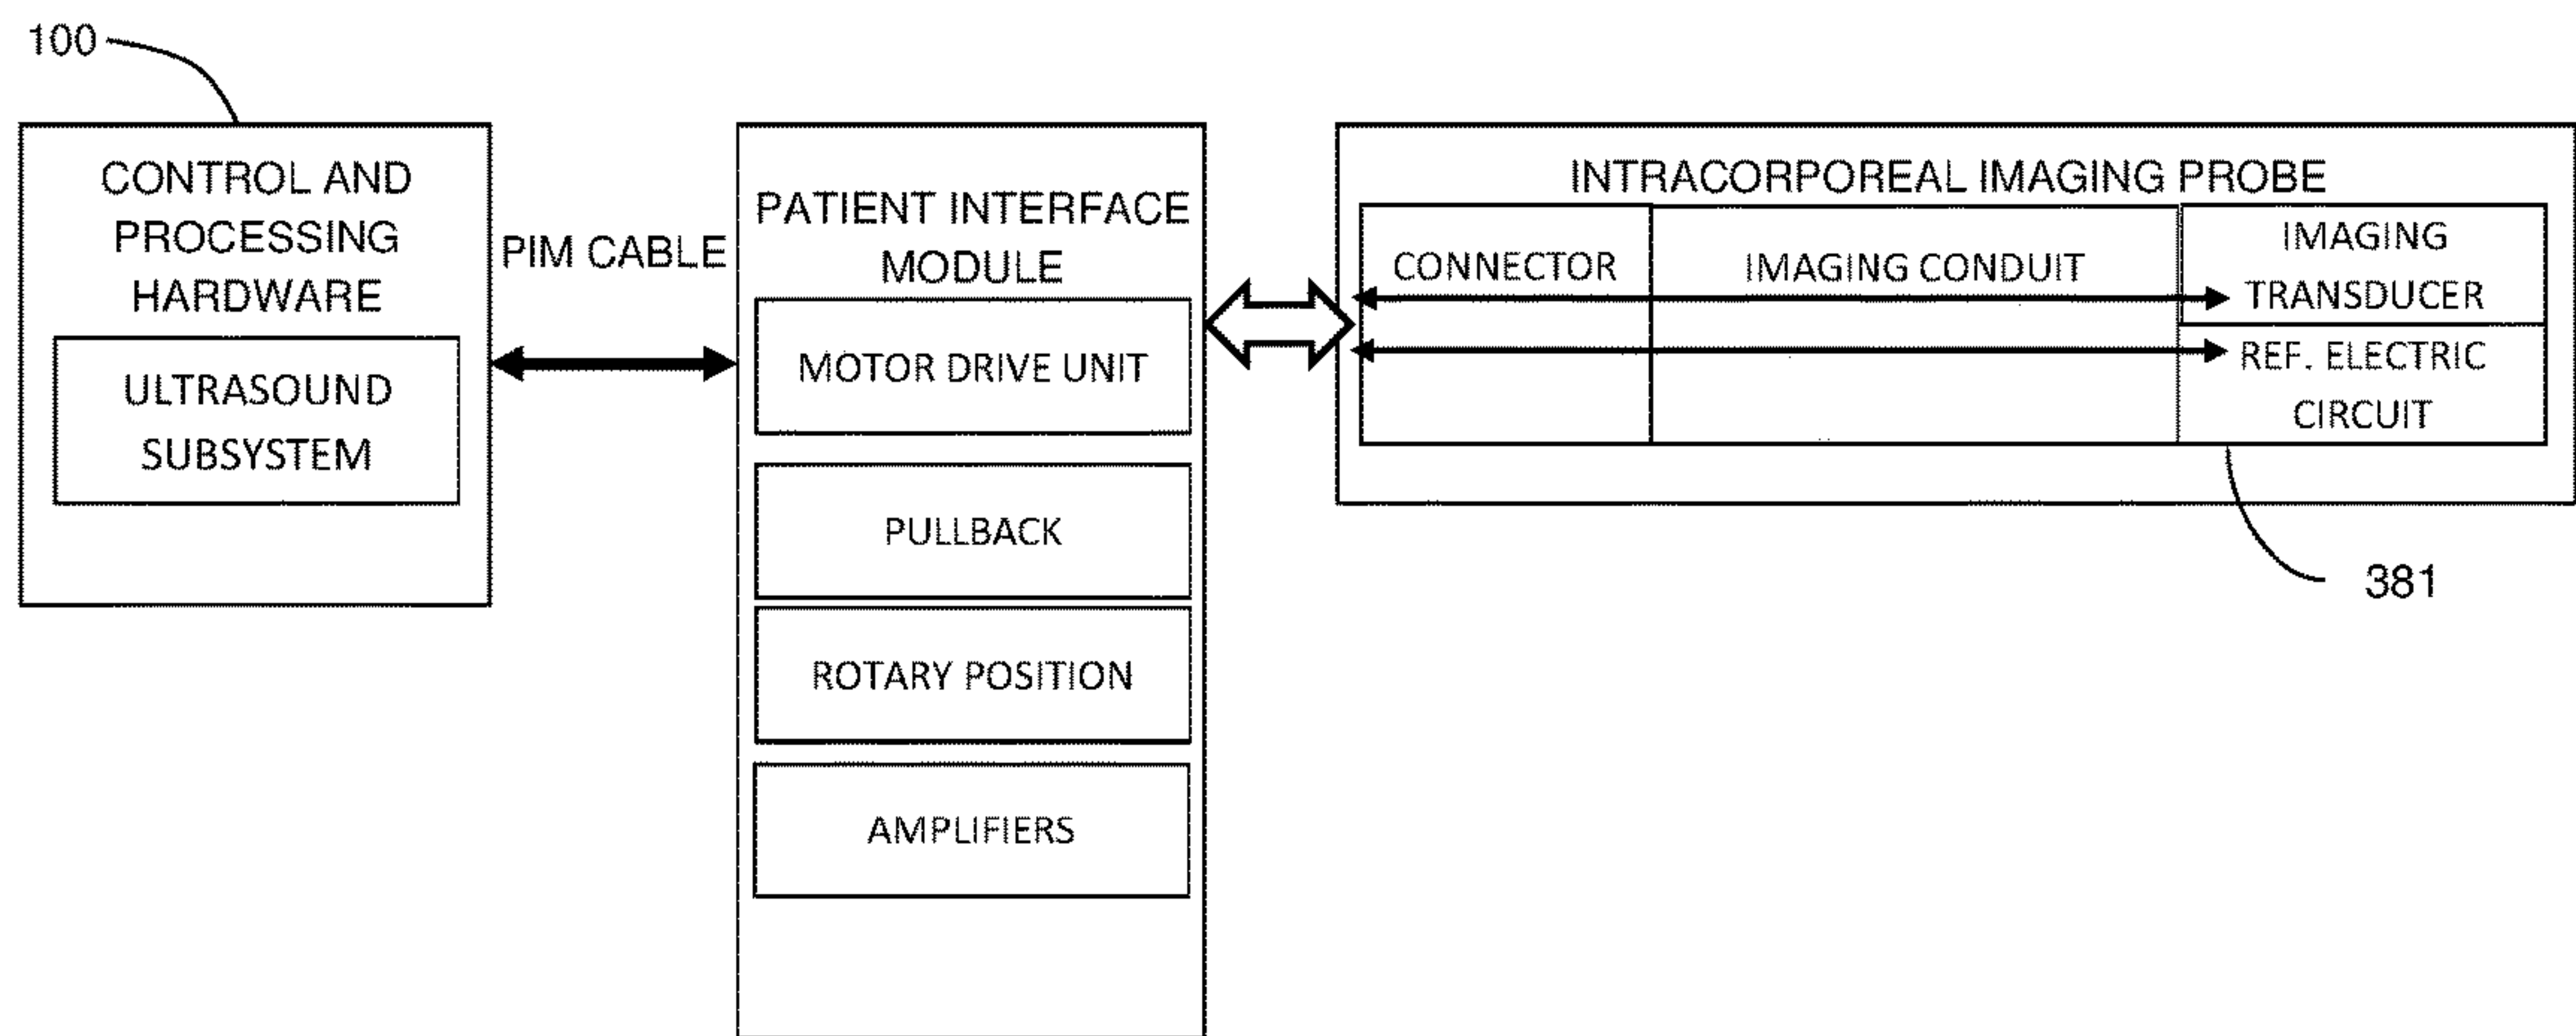 100
CONTROL AND
PROCESSING
HARDWARE
ULTRASOUND
SUBSYSTEM
PIM CABLE
PATIENT INTERFACE
MODULE
MOTOR DRIVE UNIT
PULLBACK
ROTARY POSITION
AMPLIFIERS
INTRACORPOREAL IMAGING PROBE
CONNECTOR
IMAGING CONDUIT
IMAGING
TRANSDUCER
REF. ELECTRIC
CIRCUIT
381